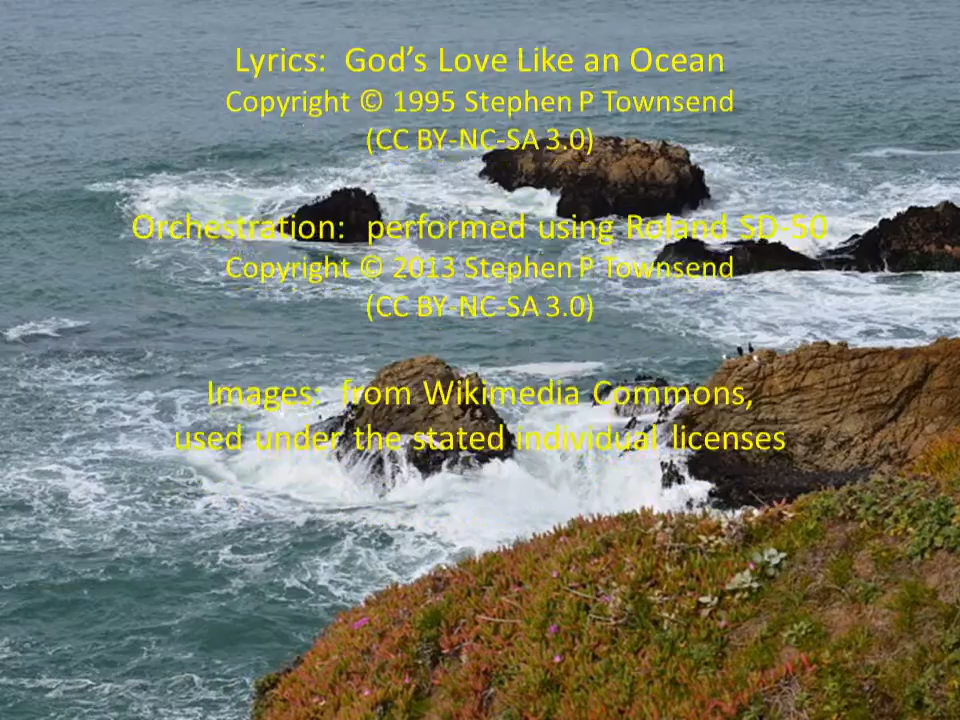 Lyrics:  God’s Love Like an Ocean
Copyright © 1995 Stephen P Townsend
(CC BY-NC-SA 3.0)
Orchestration:  performed using Roland SD-50
Copyright © 2013 Stephen P Townsend
(CC BY-NC-SA 3.0)
Images:  from Wikimedia Commons,
used under the stated individual licenses